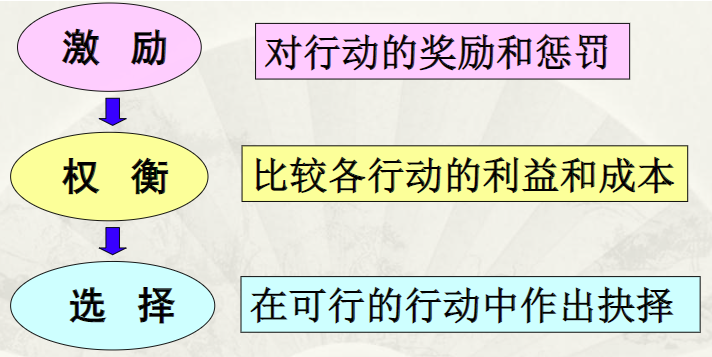 激 励
对行动的奖励和惩罚
权 衡
比较各行动的利益和成本
选 择
在可行的行动中作出抉择